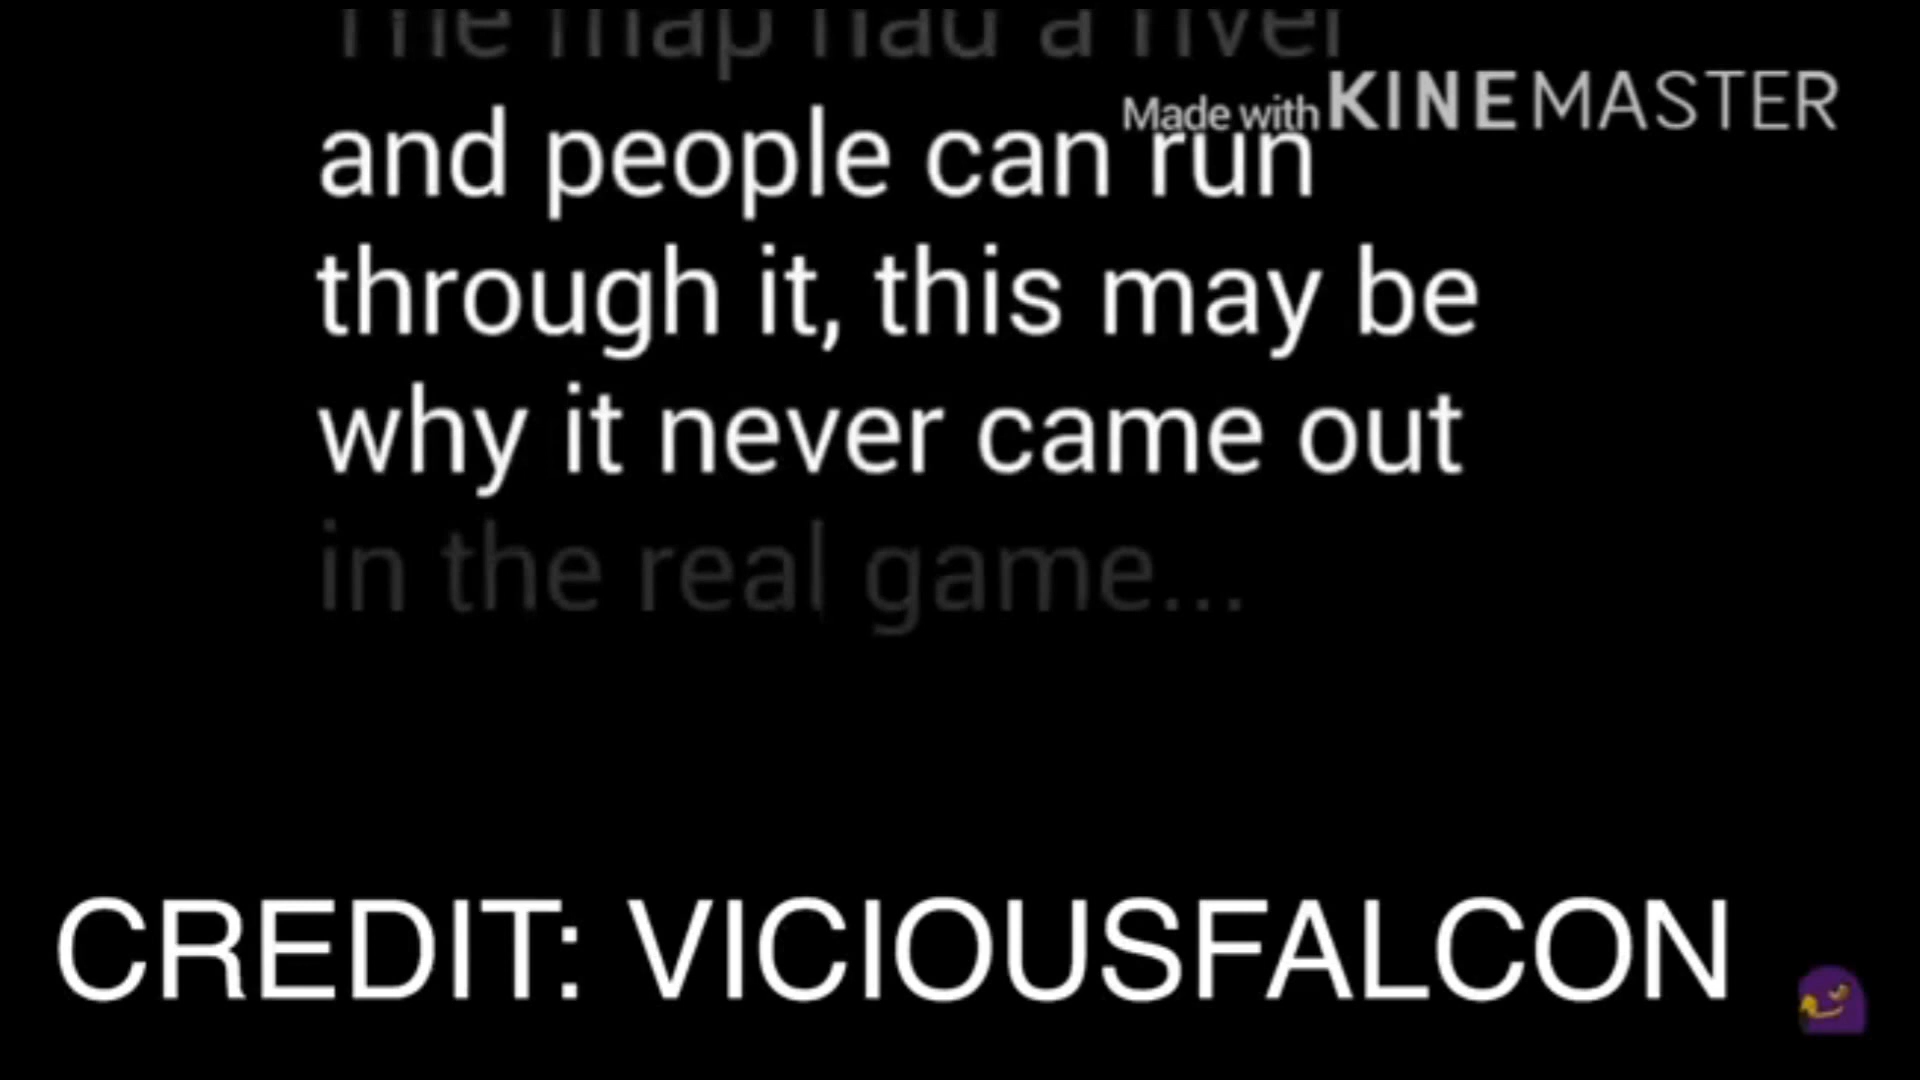 The map had a river
Made with KINEMASTER
and people can run
through it, this may be
why it never came out
in the real game...
CREDIT: VICIOUSFALCON